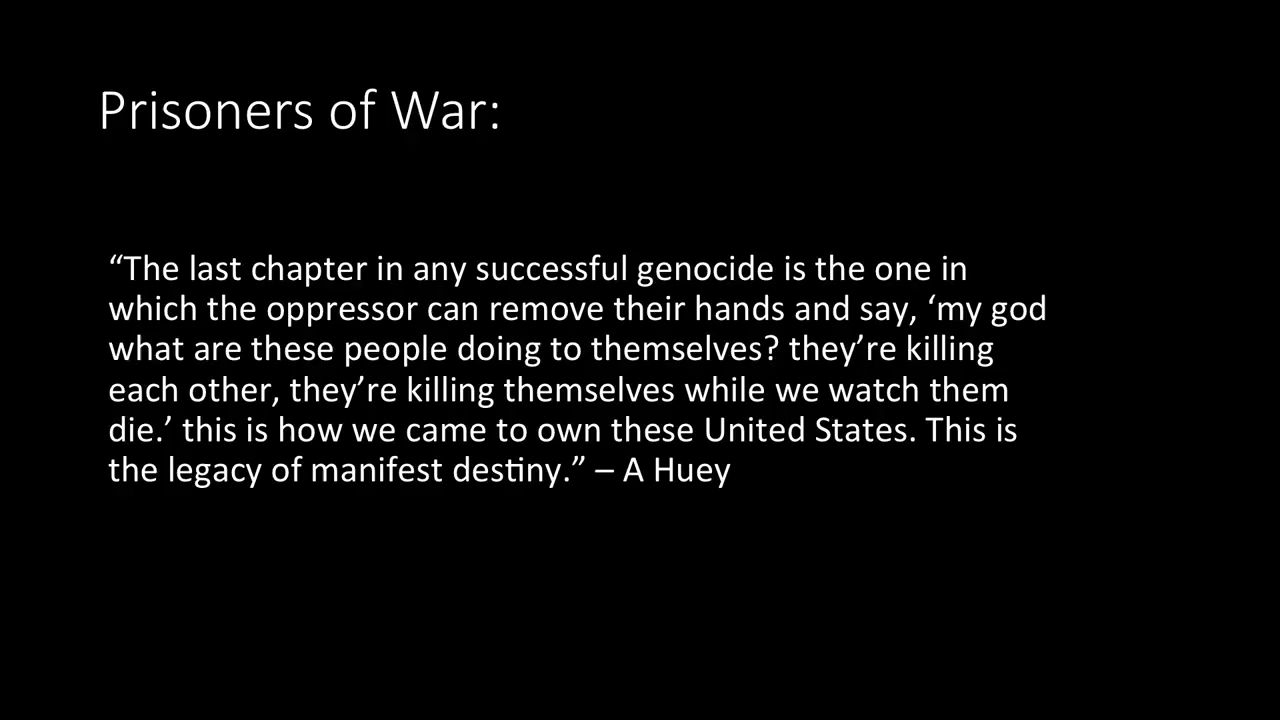 Prisoners of War:
“The last chapter in any successful genocide is the one in
which the oppressor can remove their hands and say, ‘my god
what are these people doing to themselves? they’re killing
each other, they’re killing themselves while we watch them
die.’ this is how we came to own these United States. This is
the legacy of manifest destiny.” – A Huey